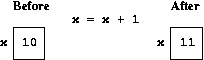 Before After
x = x + 1
x 10 x 11